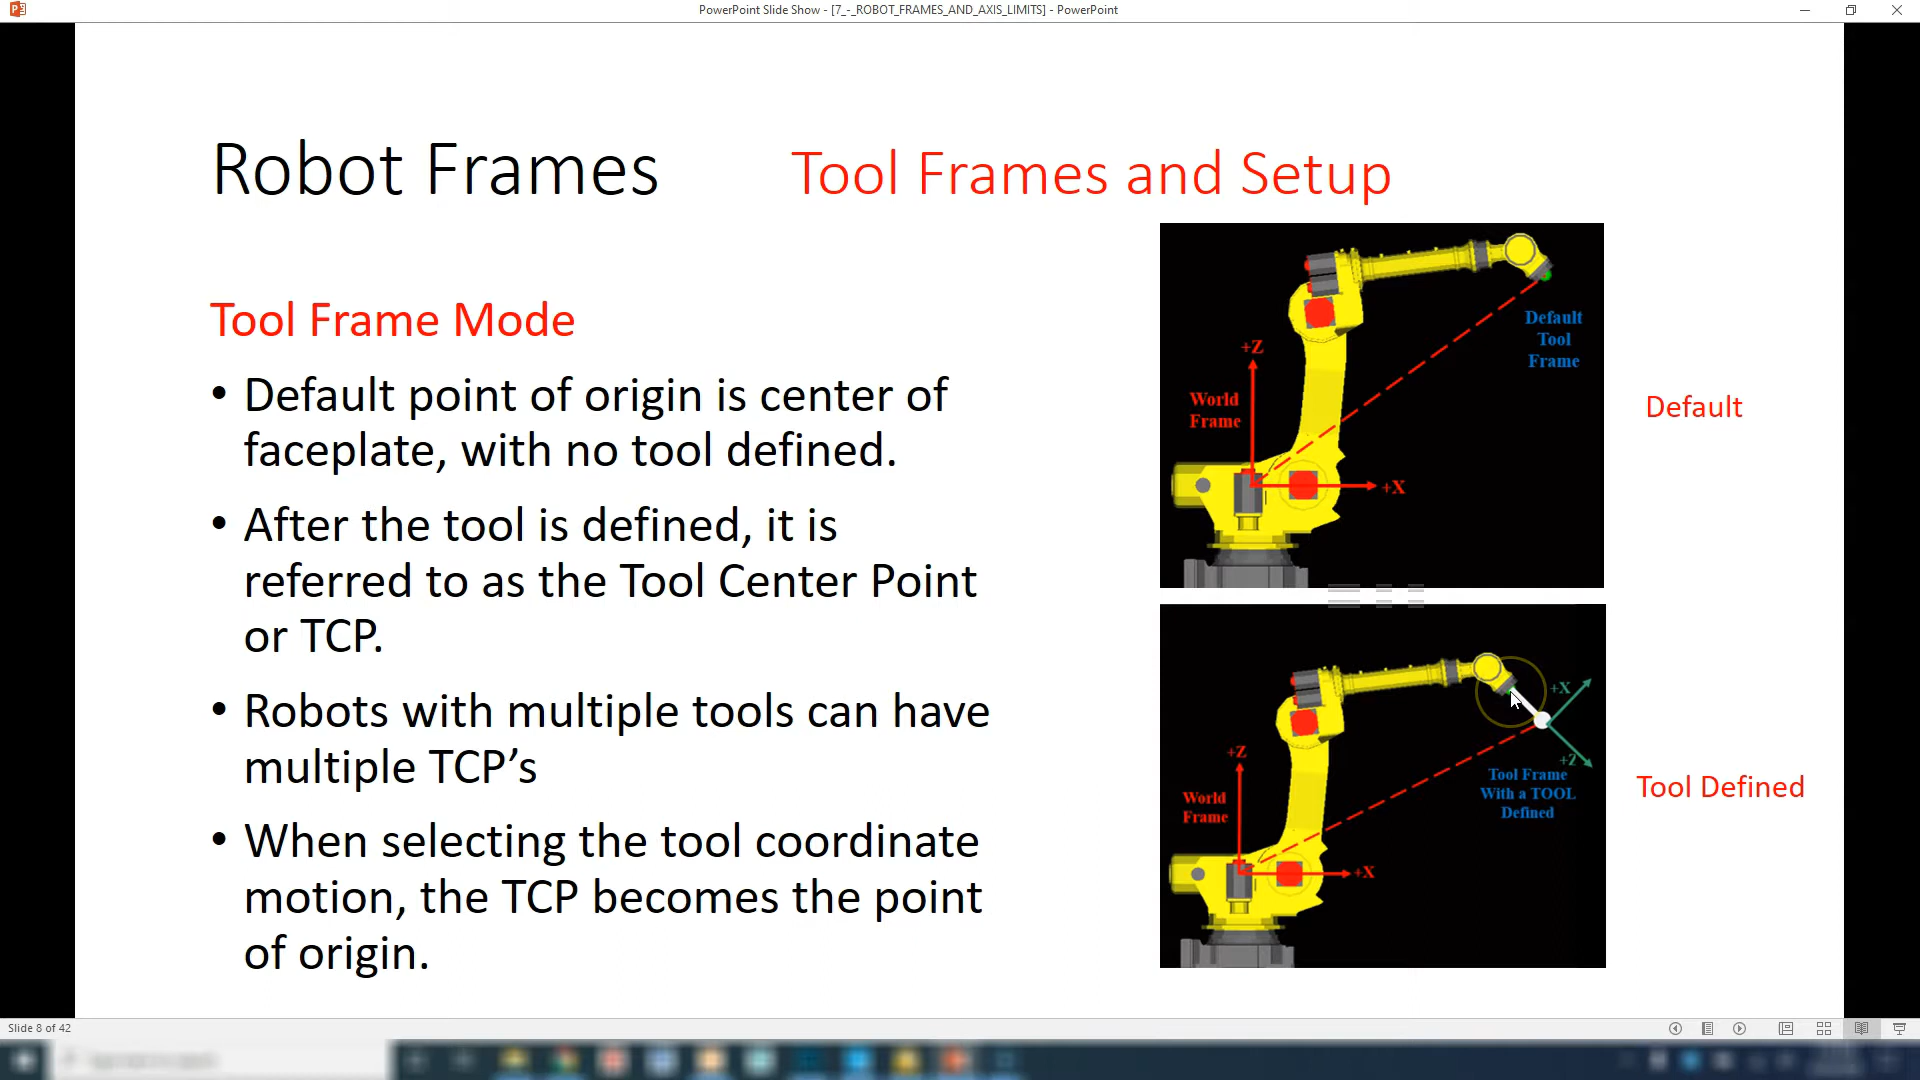 PowerPoint Slide Show - [7_-_ROBOT_FRAMES_AND_AXIS_LIMITS] - PowerPoint
Robot Frames
Tool Frames and Setup
Tool Frame Mode
• Default point of origin is center of
faceplate, with no tool defined.
• After the tool is defined, it is
referred to as the Tool Center Point
or TCP.
• Robots with multiple tools can have
multiple TCP’s
• When selecting the tool coordinate
motion, the TCP becomes the point
of origin.
Default
Tool
Frame
+Z
World
Frame
+X
Default
+X
+Z
Tool Frame
With a TOOL
Defined
+Z
World
Frame
+X
Tool Defined
Slide 8 of 42